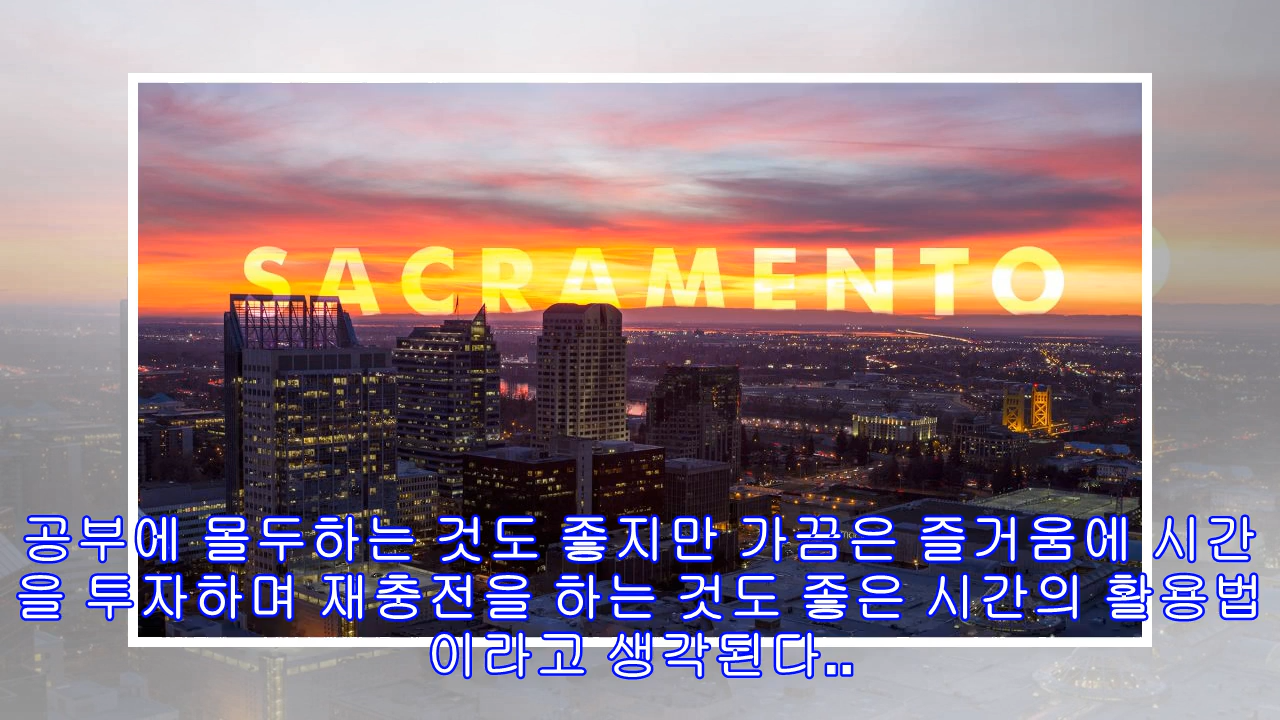 SACRAMENTO
공부에 몰두하는 것도 좋지만 가끔은 즐거움에 시간
을 투자하며 재충전을 하는 것도 좋은 시간의 활용법
이라고 생각된다..